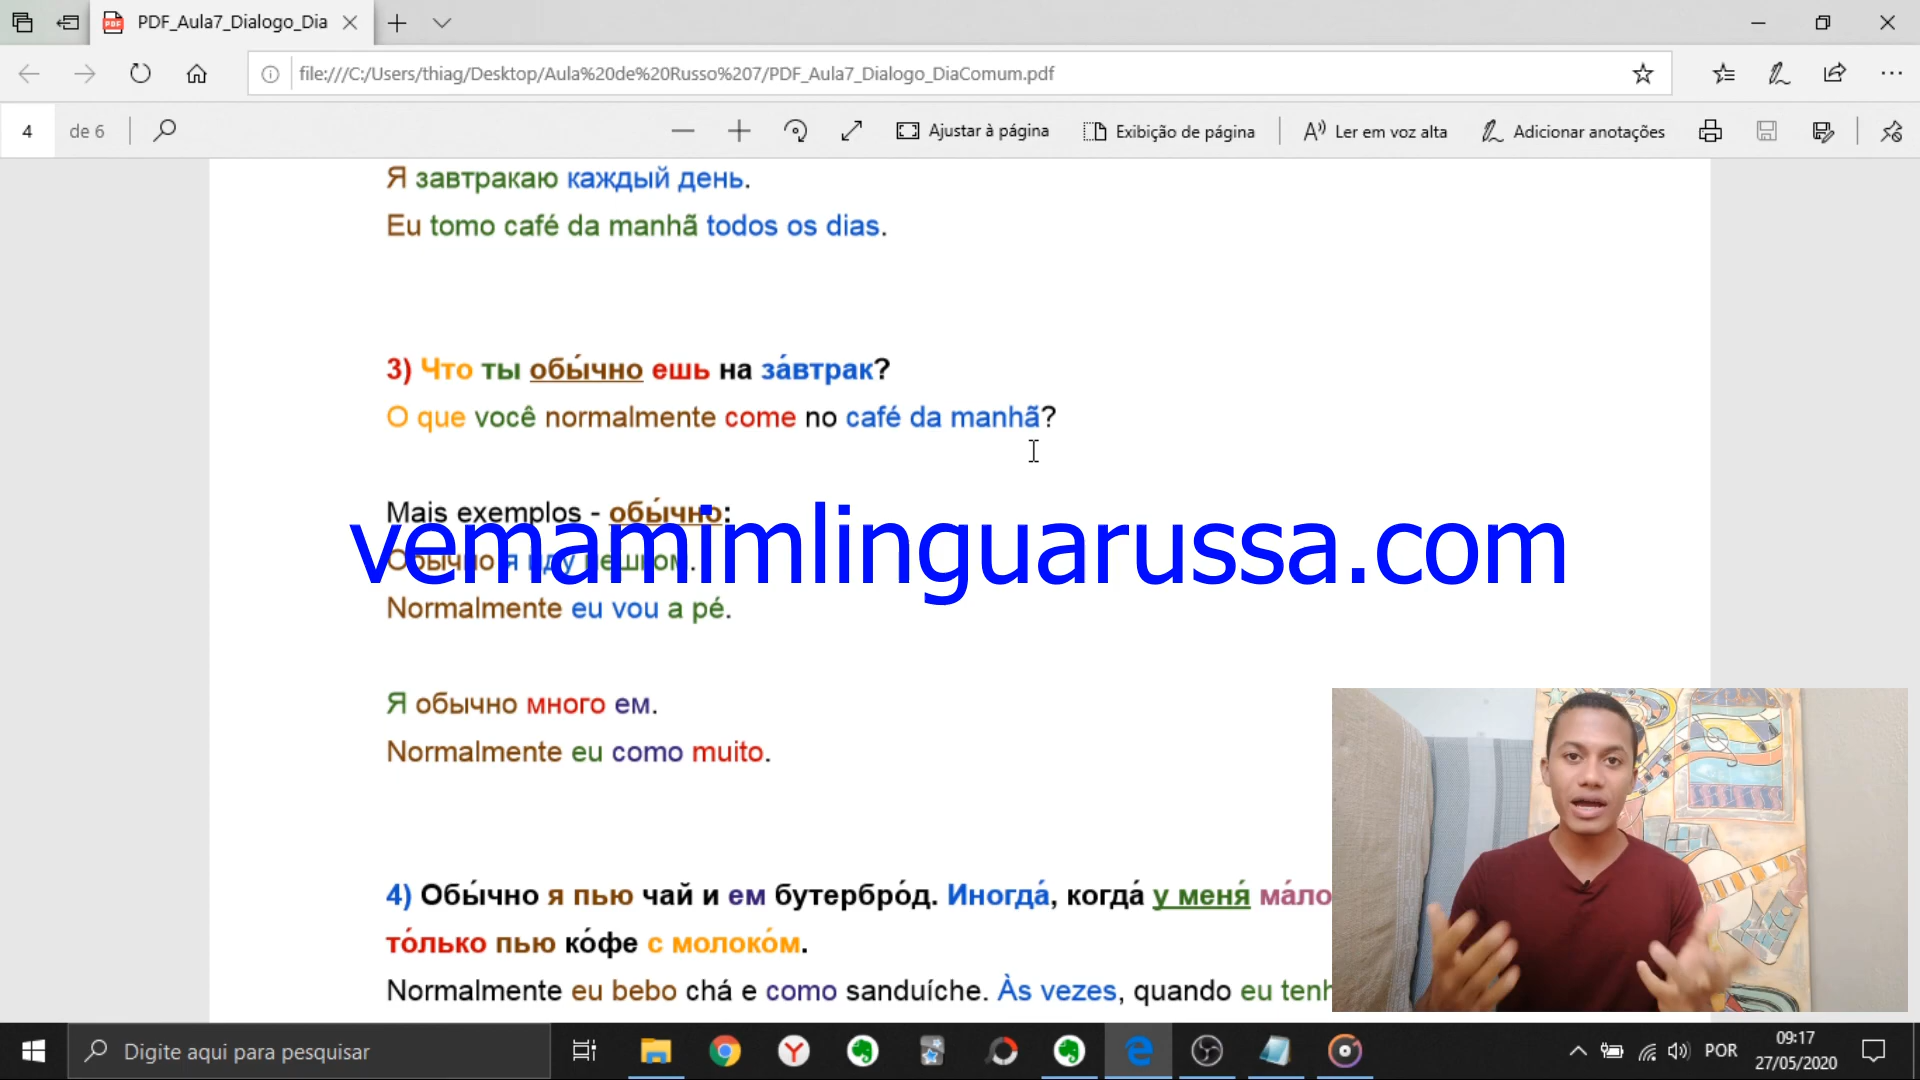 PDF_Aula7_Dialogo_Dia
file:///C:/Users/thiag/Desktop/Aula%20de%20Russo%207/PDF_Aula7_Dialogo_DiaComum.pdf
4 de 6 Ajustar à página Exibição de página Ler em voz alta Adicionar anotações
Я завтракаю каждый день.
Eu tomo café da manhã todos os dias.
3) Что ты обы́чно ешь на за́втрак?
O que você normalmente come no café da manhã?
Mais exemplos - обы́чно:
vemamimlinguarussa.com
Обычно я иду пешком.
Normalmente eu vou a pé.
Я обычно много ем.
Normalmente eu como muito.
4) Обы́чно я пью чай и ем бутербро́д. Иногда́, когда́ у меня́ ма́ло
то́лько пью ко́фе с молоко́м.
Normalmente eu bebo chá e como sanduíche. Às vezes, quando eu tenh
Digite aqui para pesquisar
POR
09:17
27/05/2020